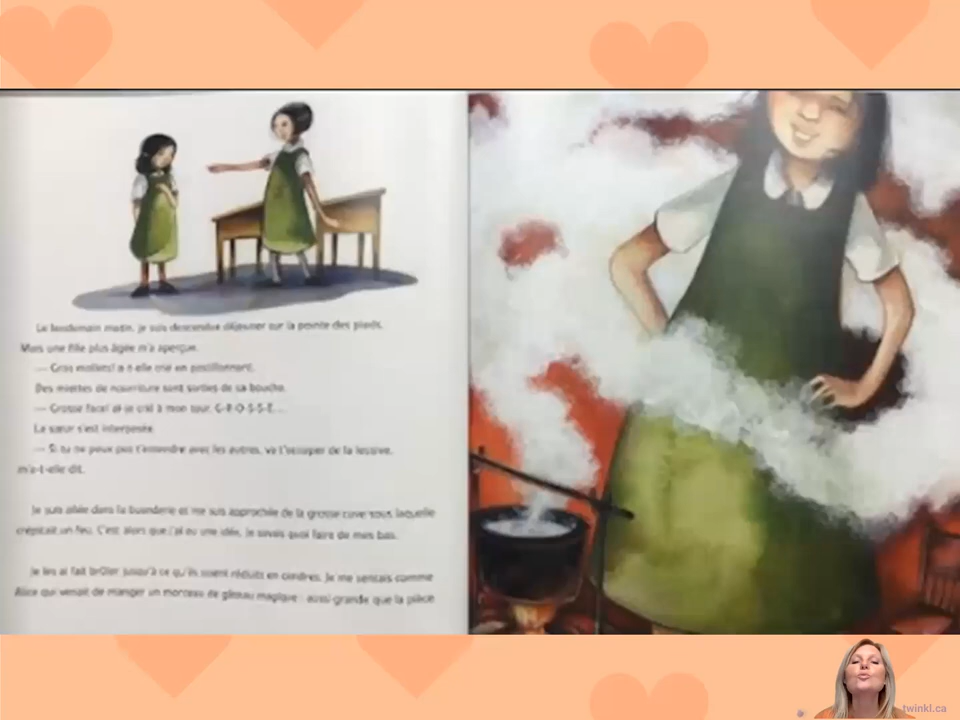 Le lendemain matin, je suis descendue déjeuner sur la pointe des pieds.
Mais une fille plus âgée m'a aperçue.
— Gros mollets! a-t-elle crié en postillonnant.
Des miettes de nourriture sont sorties de sa bouche.
— Grosse face! ai-je crié à mon tour. G-R-O-S-S-E...
La sœur s'est interposée.
— Si tu ne peux pas t'entendre avec les autres, va t'occuper de la lessive,
m'a-t-elle dit.
Je suis allée dans la buanderie et me suis approchée de la grosse cuve sous laquelle
crépitait un feu. C'est alors que j'ai eu une idée. Je savais quoi faire de mes bas.
Je les ai fait brûler jusqu'à ce qu'ils soient réduits en cendres. Je me sentais comme
Alice qui venait de manger un morceau de gâteau magique : aussi grande que la pièce
twinkl.ca